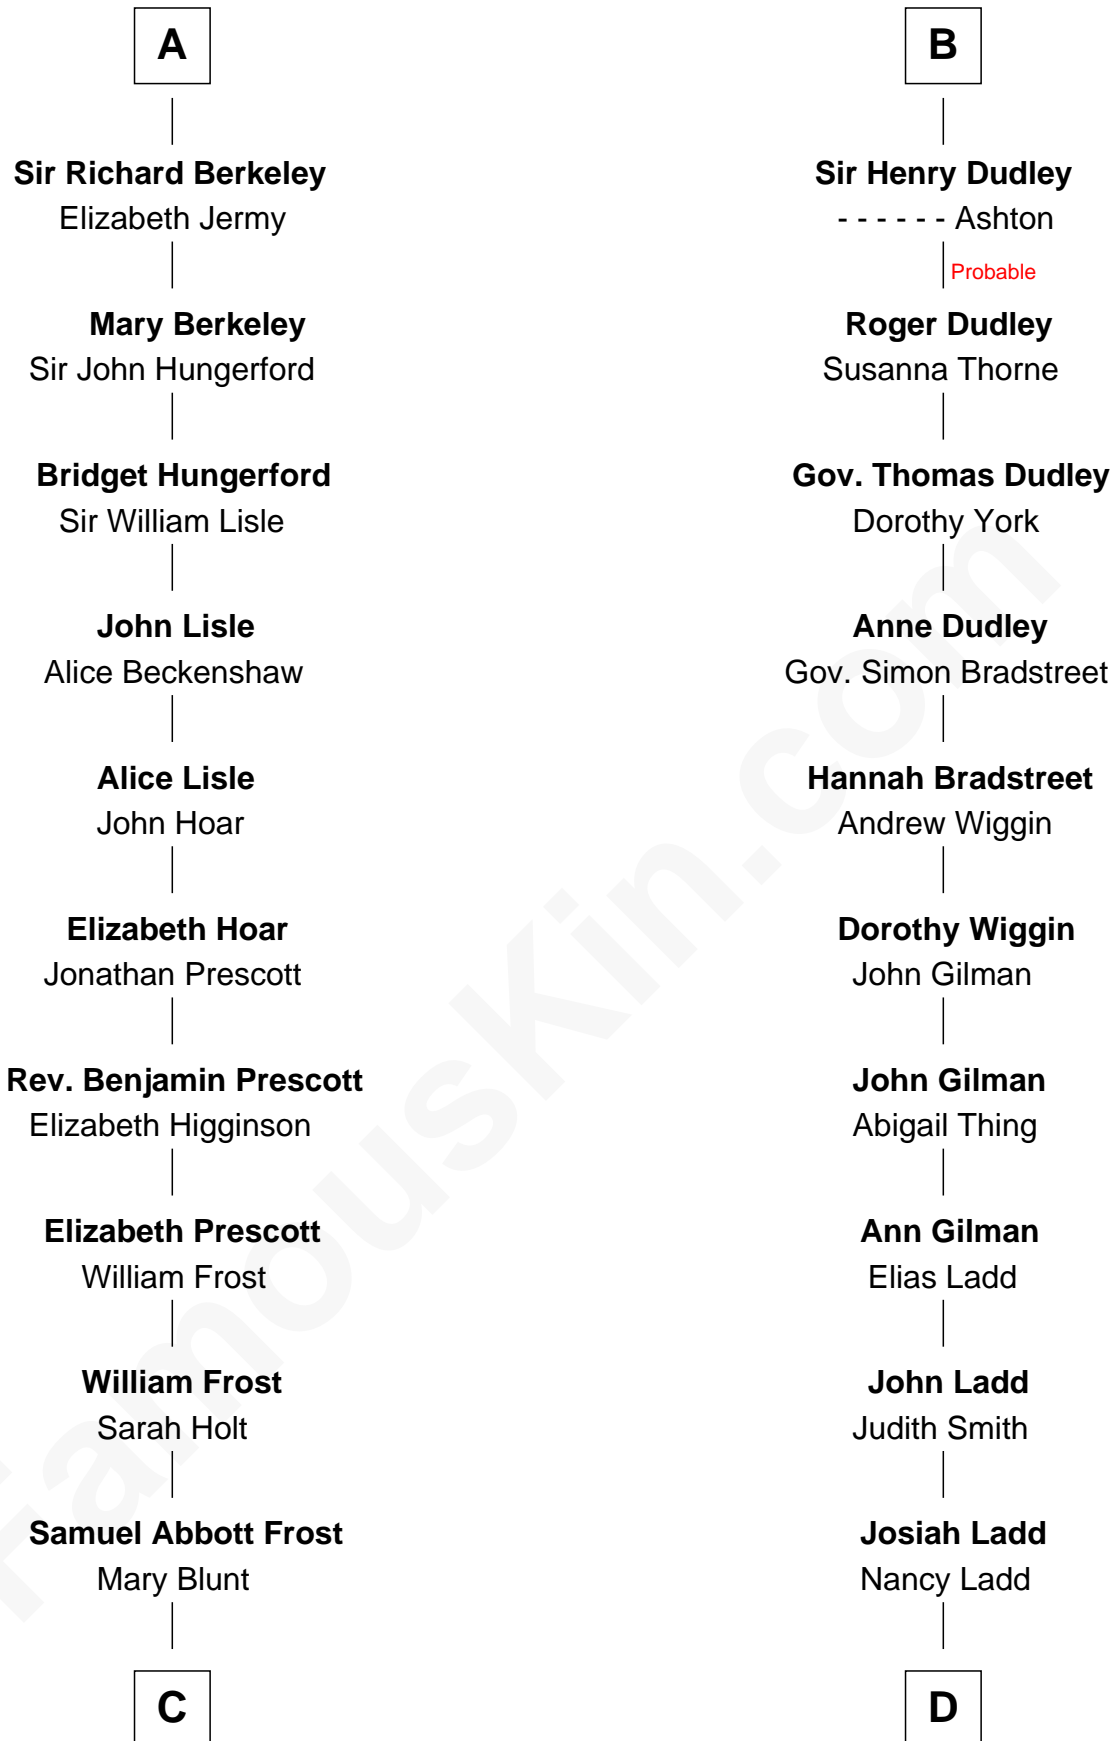 A
Sir Richard Berkeley
Elizabeth Jermy
Mary Berkeley
Sir John Hungerford
Bridget Hungerford
Sir William Lisle
John Lisle
Alice Beckenshaw
Alice Lisle
John Hoar
Elizabeth Hoar
Jonathan Prescott
Rev. Benjamin Prescott
Elizabeth Higginson
Elizabeth Prescott
William Frost
William Frost
Sarah Holt
Samuel Abbott Frost
Mary Blunt
C
B
Sir Henry Dudley
- - - - - - Ashton
Probable
Roger Dudley
Susanna Thorne
Gov. Thomas Dudley
Dorothy York
Anne Dudley
Gov. Simon Bradstreet
Hannah Bradstreet
Andrew Wiggin
Dorothy Wiggin
John Gilman
John Gilman
Abigail Thing
Ann Gilman
Elias Ladd
John Ladd
Judith Smith
Josiah Ladd
Nancy Ladd
D
FamousKin.com